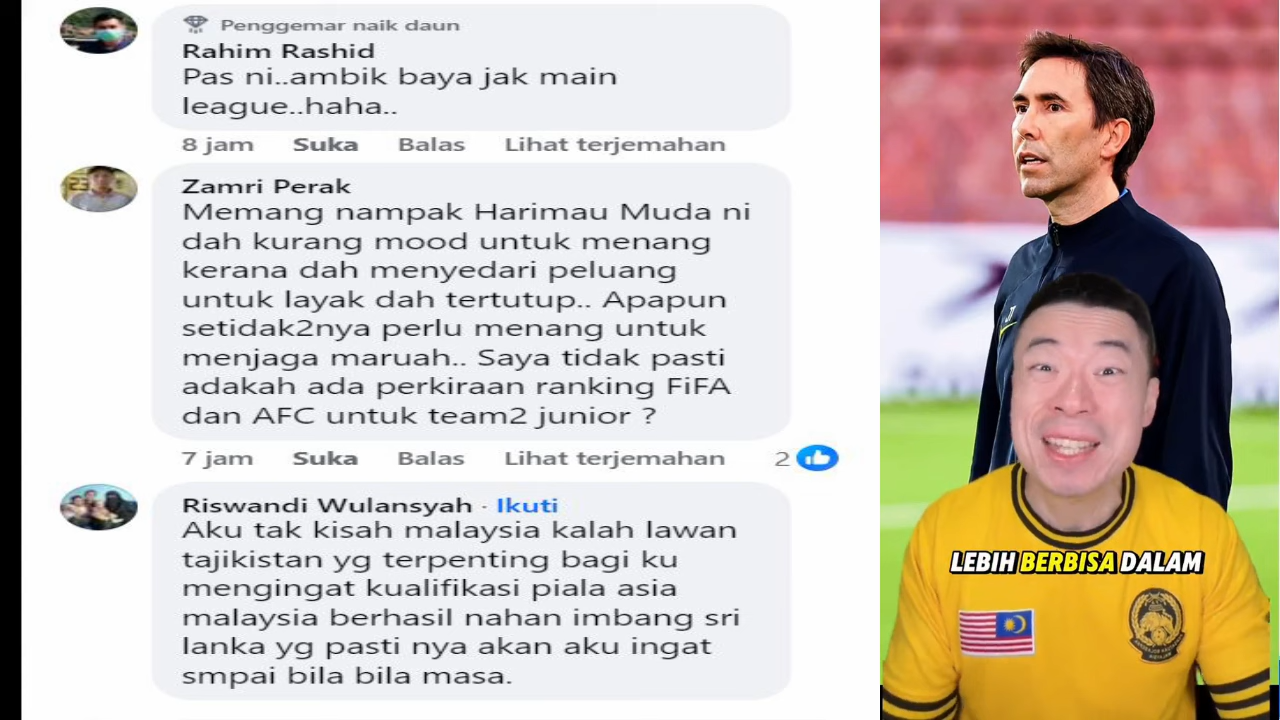 Penggemar naik daun
Rahim Rashid
Pas ni..ambik baya jak main
league..haha..
8 jam Suka Balas Lihat terjemahan
Zamri Perak
Memang nampak Harimau Muda ni
dah kurang mood untuk menang
kerana dah menyedari peluang
untuk layak dah tertutup.. Apapun
setidak2nya perlu menang untuk
menjaga maruah.. Saya tidak pasti
adakah ada perkiraan ranking FiFA
dan AFC untuk team2 junior ?
7 jam Suka Balas Lihat terjemahan 2
Riswandi Wulansyah · Ikuti
Aku tak kisah malaysia kalah lawan
tajikistan yg terpenting bagi ku
mengingat kualifikasi piala asia
malaysia berhasil nahan imbang sri
lanka yg pasti nya akan aku ingat
smpai bila bila masa.
LEBIH BERBISA DALAM